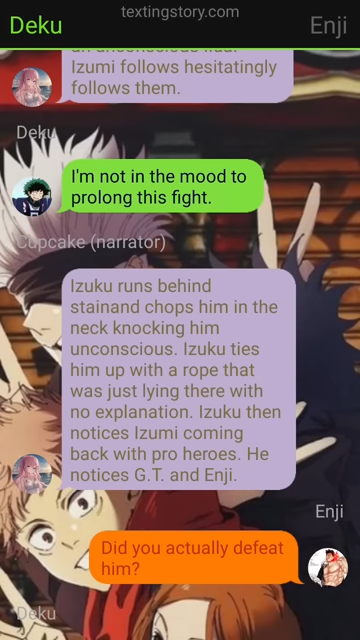 textingstory.com
Deku
Enji
an unconscious Iida.
Izumi follows hesitatingly
follows them.
Deku
I'm not in the mood to
prolong this fight.
Cupcake (narrator)
Izuku runs behind
stainand chops him in the
neck knocking him
unconscious. Izuku ties
him up with a rope that
was just lying there with
no explanation. Izuku then
notices Izumi coming
back with pro heroes. He
notices G.T. and Enji.
Enji
Did you actually defeat
him?
Deku